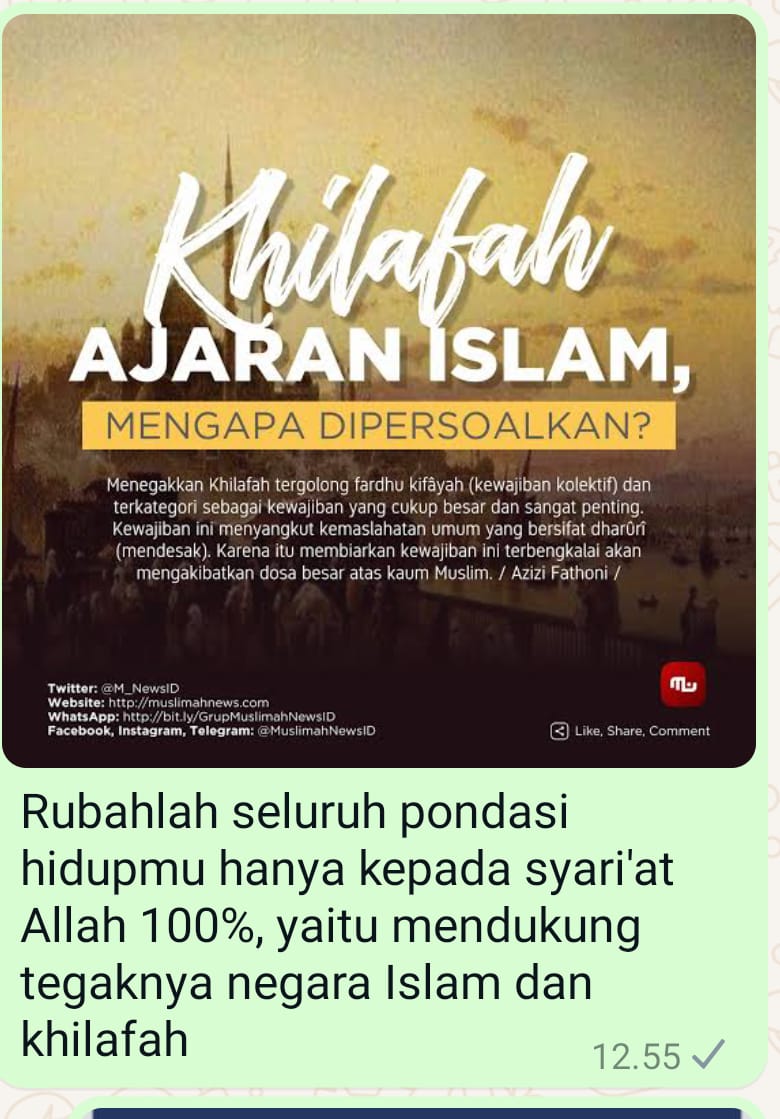 Khilafah
AJARAN ISLAM,
MENGAPA DIPERSOALKAN?
Menegakkan Khilafah tergolong fardhu kifâyah (kewajiban kolektif) dan
terkategori sebagai kewajiban yang cukup besar dan sangat penting.
Kewajiban ini menyangkut kemaslahatan umum yang bersifat dharûrî
(mendesak). Karena itu membiarkan kewajiban ini terbengkalai akan
mengakibatkan dosa besar atas kaum Muslim. / Azizi Fathoni /
Twitter: @M_NewsID
Website: http://muslimahnews.com
WhatsApp: http://bit.ly/GrupMuslimahNewsID
Facebook, Instagram, Telegram: @MuslimahNewsID
Like, Share, Comment
Rubahlah seluruh pondasi
hidupmu hanya kepada syari'at
Allah 100%, yaitu mendukung
tegaknya negara Islam dan
khilafah
12.55